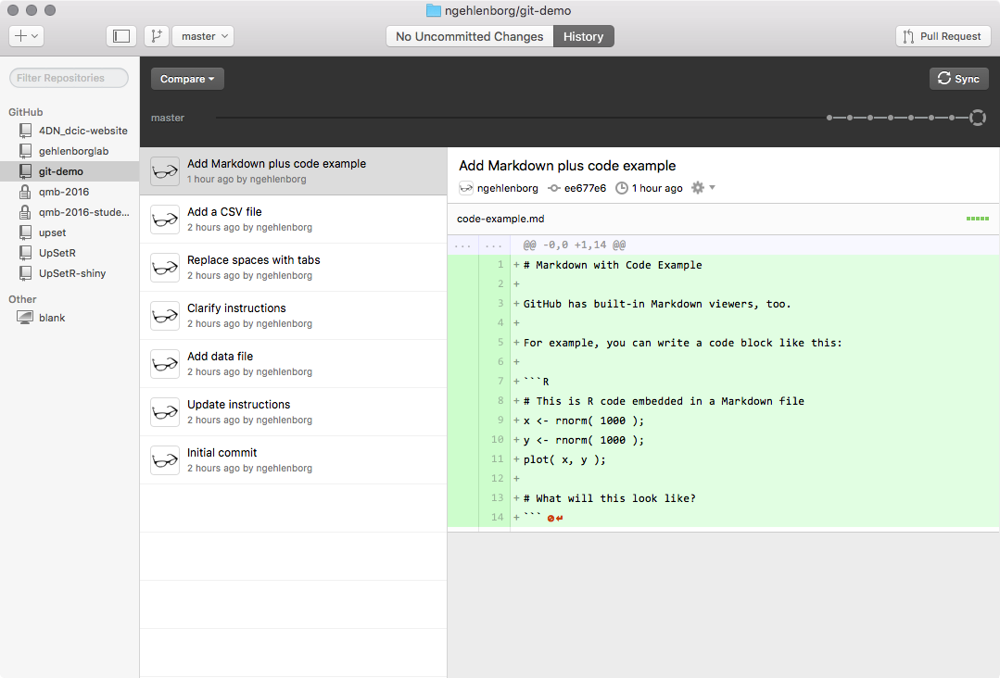 ngehlenborg/git-demo
master
No Uncommitted Changes
History
Pull Request
Filter Repositories
GitHub
4DN_dcic-website
gehlenborglab
git-demo
qmb-2016
qmb-2016-stude...
upset
UpSetR
UpSetR-shiny
Other
blank
Compare
Sync
master
Add Markdown plus code example
1 hour ago by ngehlenborg
Add a CSV file
2 hours ago by ngehlenborg
Replace spaces with tabs
2 hours ago by ngehlenborg
Clarify instructions
2 hours ago by ngehlenborg
Add data file
2 hours ago by ngehlenborg
Update instructions
2 hours ago by ngehlenborg
Initial commit
2 hours ago by ngehlenborg
Add Markdown plus code example
ngehlenborg ee677e6 1 hour ago
code-example.md
... ... @@ -0,0 +1,14 @@
1 +# Markdown with Code Example
2 +
3 +GitHub has built-in Markdown viewers, too.
4 +
5 +For example, you can write a code block like this:
6 +
7 +```R
8 +# This is R code embedded in a Markdown file
9 +x <- rnorm( 1000 );
10 +y <- rnorm( 1000 );
11 +plot( x, y );
12 +
13 +# What will this look like?
14 +```